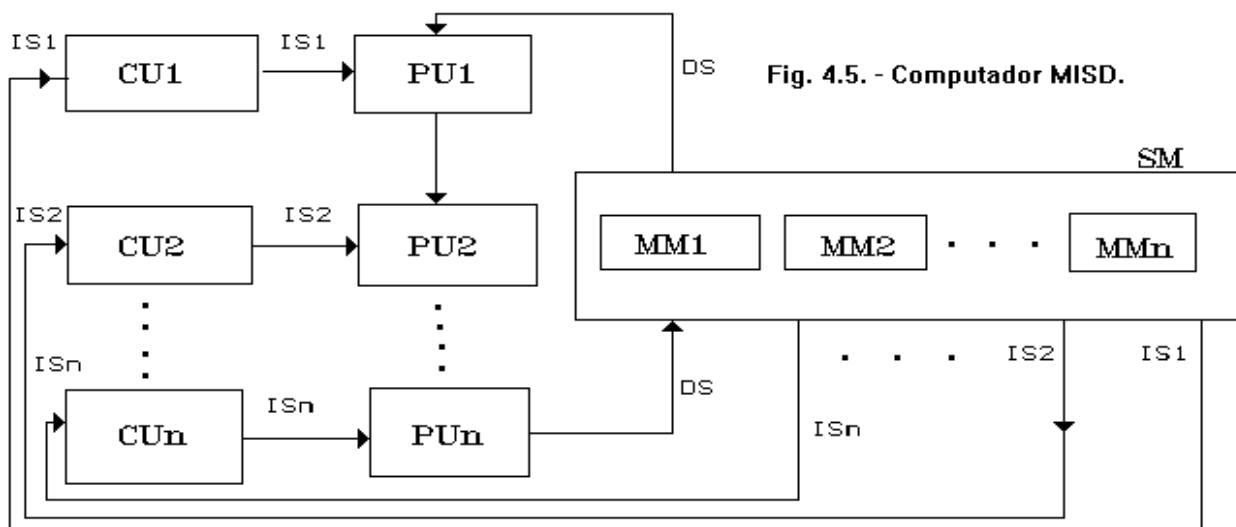 IS1
CU1
IS1
PU1
DS
Fig. 4.5. - Computador MISD.
SM
IS2
CU2
IS2
PU2
MM1
MM2
. . .
MMn
ISn
CUn
ISn
PUn
DS
ISn
. . .
IS2
IS1